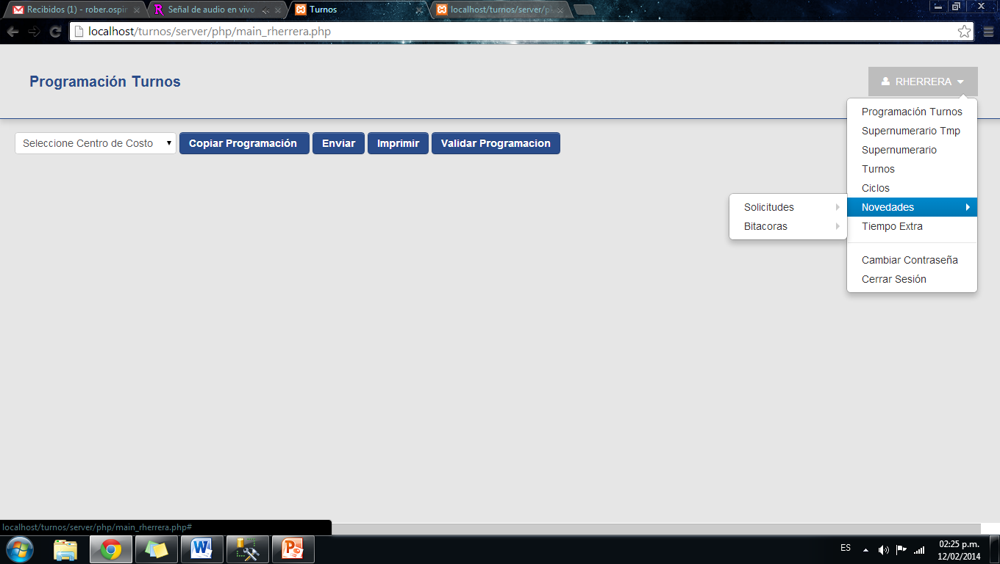 Recibidos (1) - rober.ospin
Señal de audio en vivo
Turnos
localhost/turnos/server/ph
localhost/turnos/server/php/main_rherrera.php
Programación Turnos
RHERRERA
Programación Turnos
Supernumerario Tmp
Supernumerario
Turnos
Ciclos
Novedades
Tiempo Extra
Cambiar Contraseña
Cerrar Sesión
Solicitudes
Bitacoras
Seleccione Centro de Costo
Copiar Programación
Enviar
Imprimir
Validar Programacion
localhost/turnos/server/php/main_rherrera.php#
ES
02:25 p.m.
12/02/2014